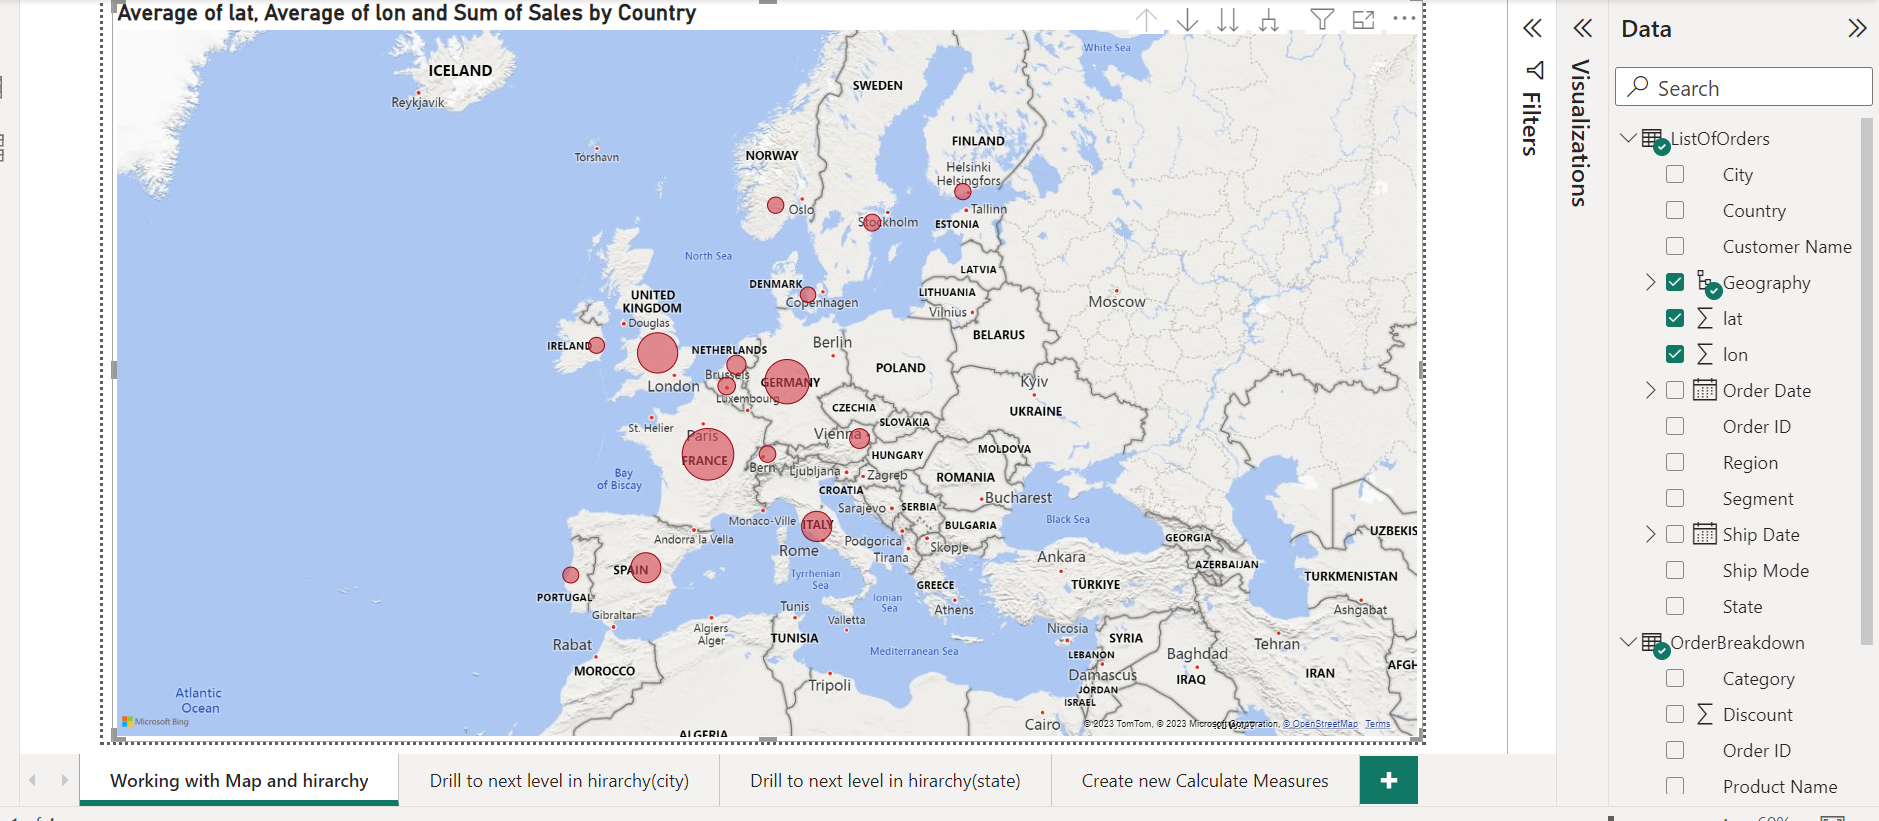 Average of lat, Average of lon and Sum of Sales by Country
White Sea
ICELAND
Reykjavik
SWEDEN
Tórshavn
NORWAY
FINLAND
Helsinki
Helsingfors
Oslo
Stockholm
Tallinn
ESTONIA
North Sea
LATVIA
DENMARK
Copenhagen
LITHUANIA
Vilnius
Moscow
UNITED
KINGDOM
Douglas
BELARUS
IRELAND
NETHERLANDS
Berlin
POLAND
London
Brussels
GERMANY
Luxembourg
Kyiv
UKRAINE
CZECHIA
SLOVAKIA
St. Helier
Paris
Vienna
FRANCE
Bern
HUNGARY
MOLDOVA
Ljubljana
Zagreb
ROMANIA
Bay
of Biscay
CROATIA
Bucharest
Monaco-Ville
ITALY
Sarajevo
SERBIA
Black Sea
BULGARIA
Andorra la Vella
Rome
Podgorica
Tirana
Skopje
GEORGIA
UZBEKIS
SPAIN
Tyrrhenian
Sea
Ankara
AZERBAIJAN
TÜRKIYE
TURKMENISTAN
PORTUGAL
GREECE
Ionian
Sea
Athens
Gibraltar
Tunis
Valletta
Ashgabat
Algiers
Alger
Rabat
TUNISIA
Nicosia
SYRIA
Tehran
Mediterranean Sea
LEBANON
Baghdad
MOROCCO
Damascus
IRAQ
IRAN
AFGH
Tripoli
JORDAN
ISRAEL
Atlantic
Ocean
Cairo
ALGERIA
Microsoft Bing
© 2023 TomTom, © 2023 Microsoft Corporation, © OpenStreetMap Terms
Filters
Visualizations
Data
Search
ListOfOrders
City
Country
Customer Name
Geography
lat
lon
Order Date
Order ID
Region
Segment
Ship Date
Ship Mode
State
OrderBreakdown
Category
Discount
Order ID
Product Name
Working with Map and hirarchy
Drill to next level in hirarchy(city)
Drill to next level in hirarchy(state)
Create new Calculate Measures